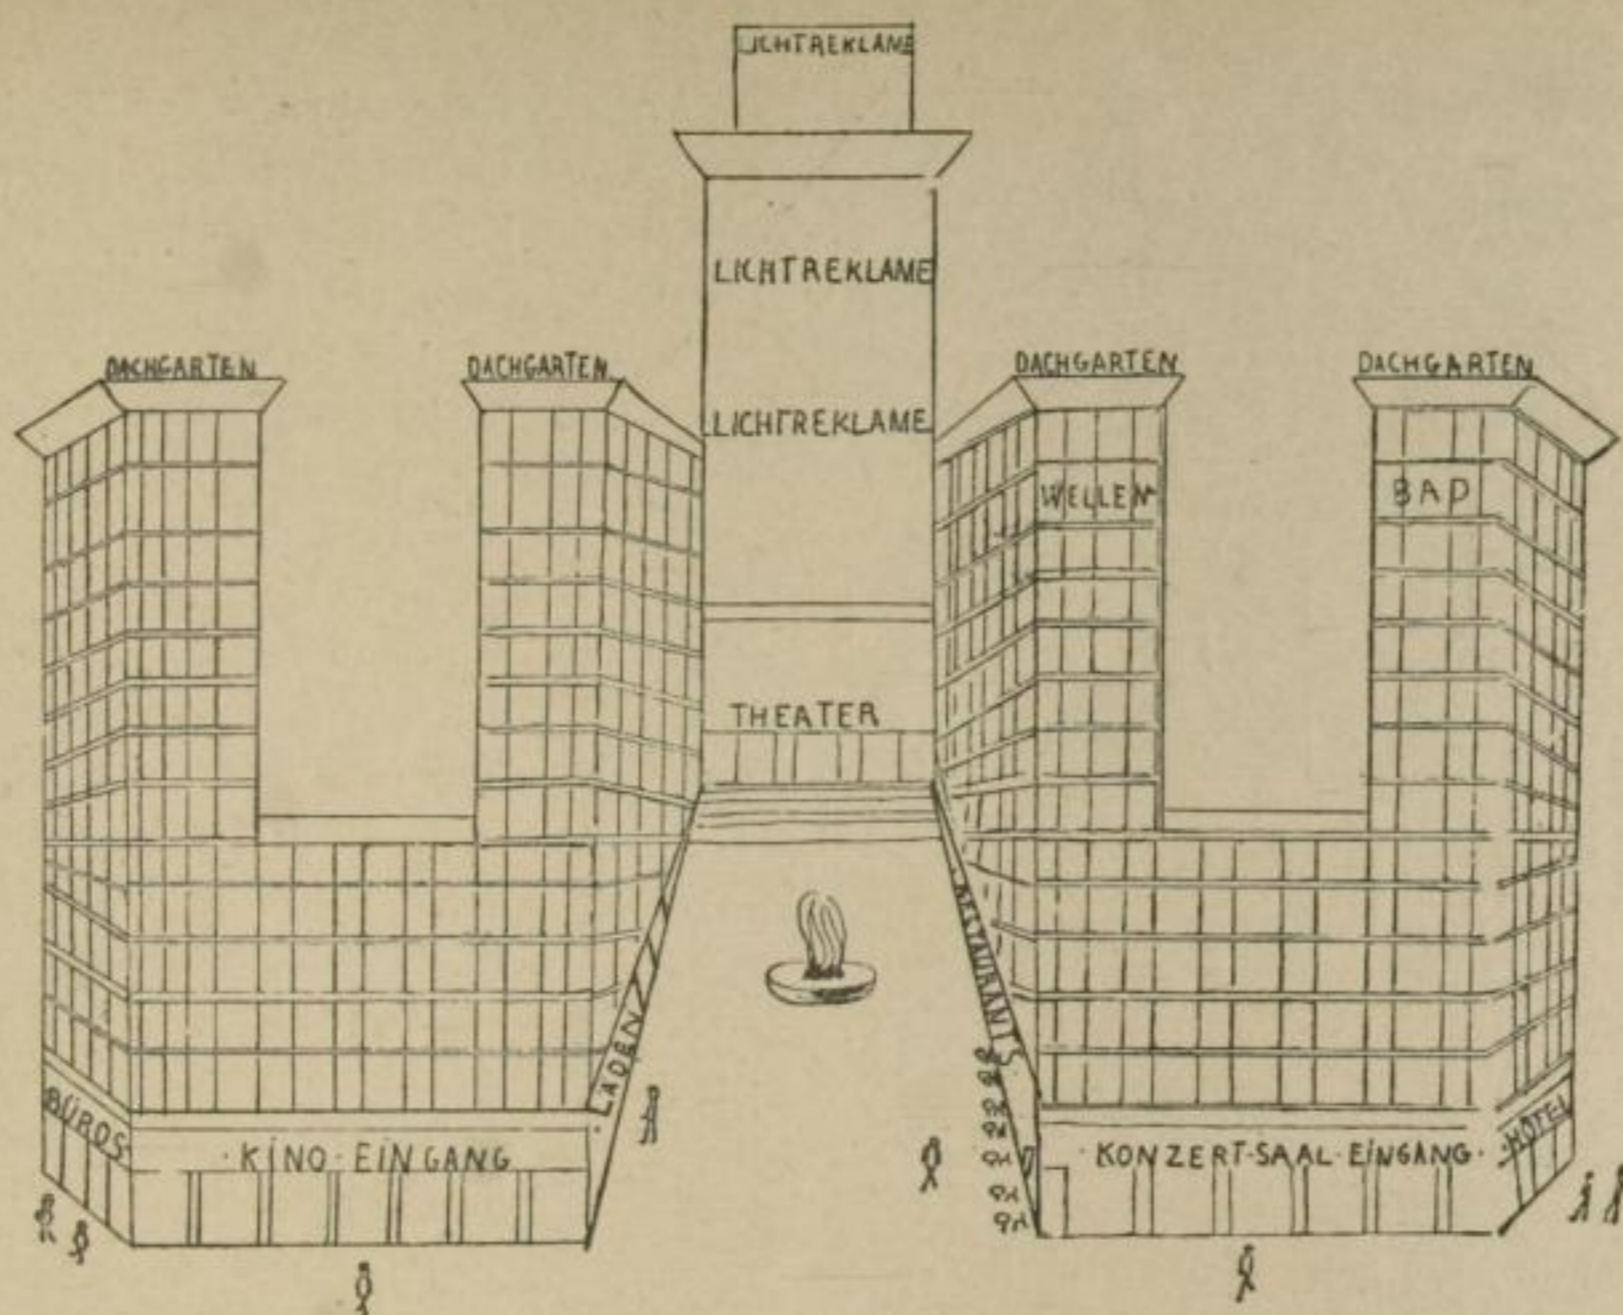 LICHTREKLAME
LICHTREKLAME
DACHGARTEN
DACHGARTEN
DACHGARTEN
DACHGARTEN
LICHTREKLAME
WELLEN-
BAD
THEATER
RESTAURANTS
LADEN
BÜROS
·KINO-EINGANG
·KONZERT-SAAL-EINGANG·
·HOTEL